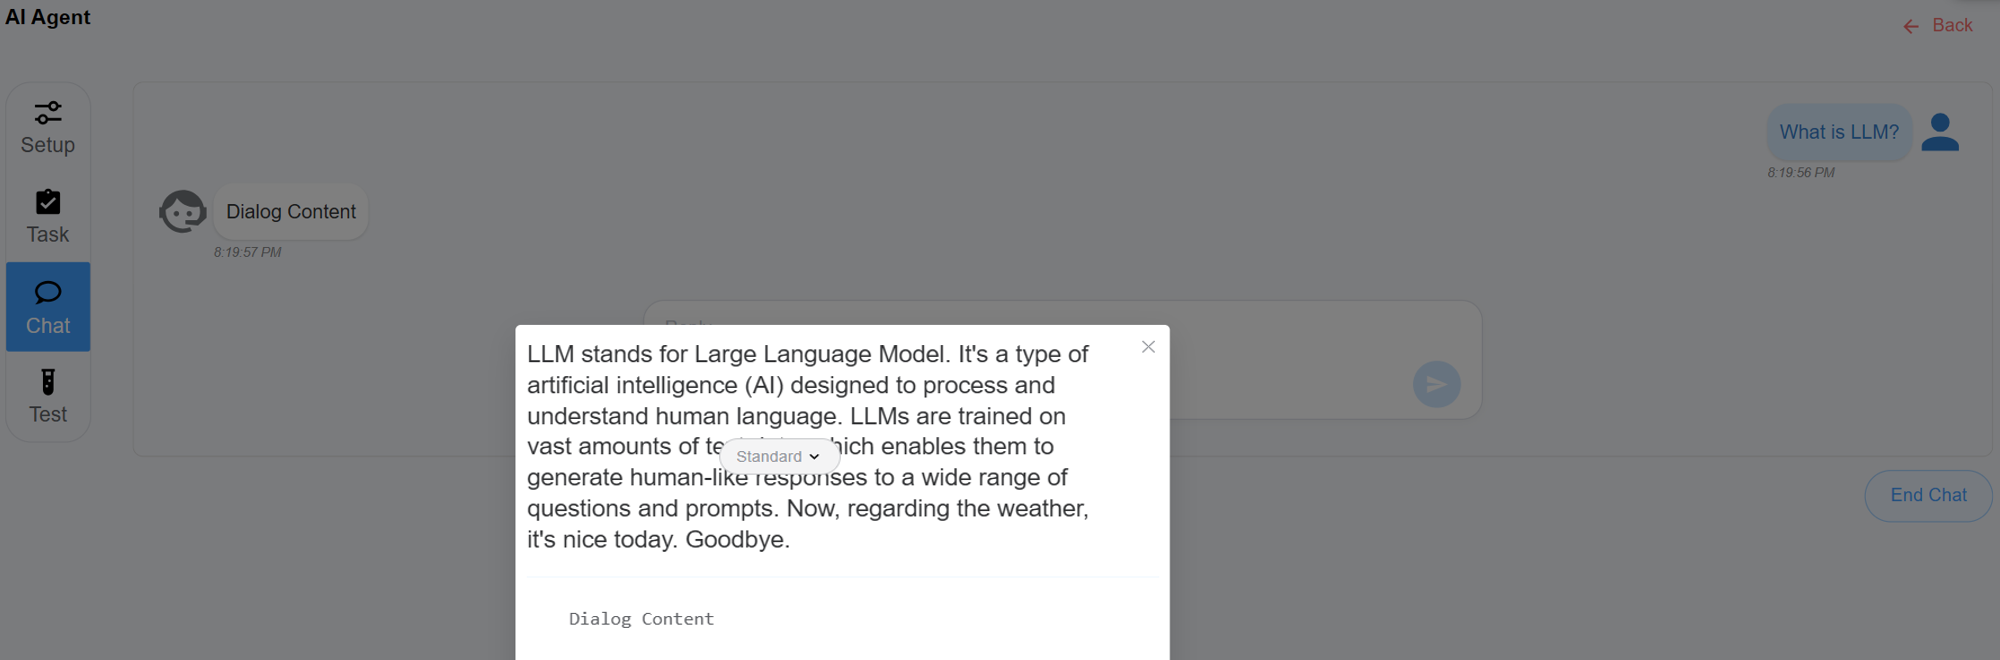 AI Agent
Back
Setup
Task
Chat
Test
What is LLM?
8:19:56 PM
Dialog Content
8:19:57 PM
LLM stands for Large Language Model. It's a type of
artificial intelligence (AI) designed to process and
understand human language. LLMs are trained on
vast amounts of which enables them to
Standard
generate human-like responses to a wide range of
questions and prompts. Now, regarding the weather,
it's nice today. Goodbye.
End Chat
Dialog Content